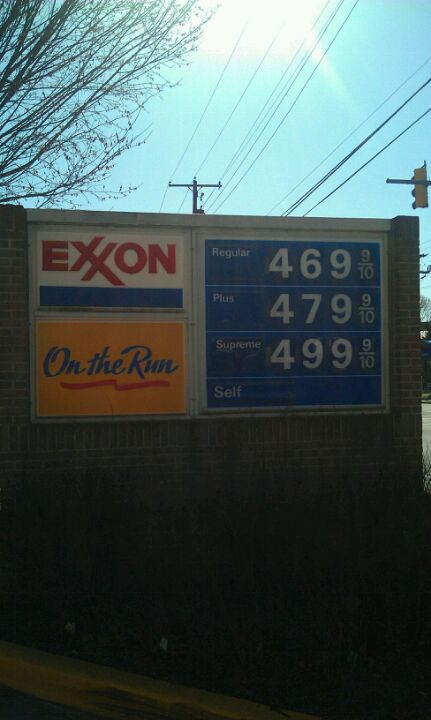 EXXON
On the Run
Regular 469 9/10
Plus 479 9/10
Supreme 499 9/10
Self